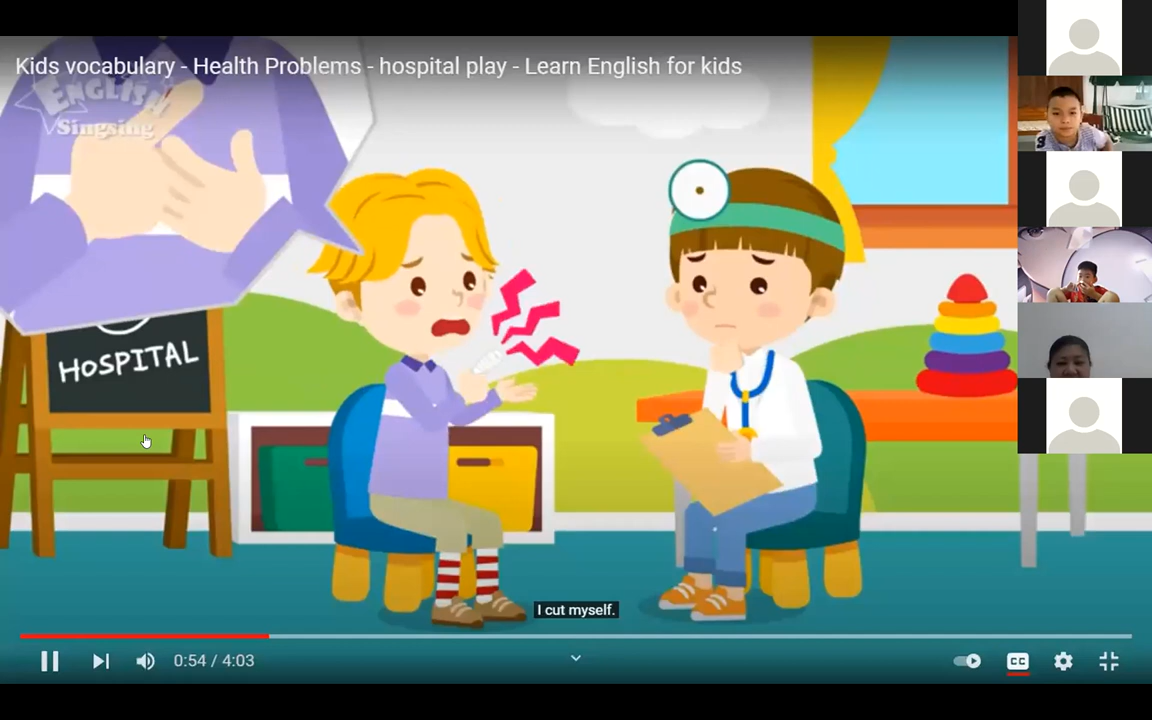 Kids vocabulary - Health Problems - hospital play - Learn English for kids
ENGLISH
Singsing
HOSPITAL
I cut myself.
0:54 / 4:03
CC